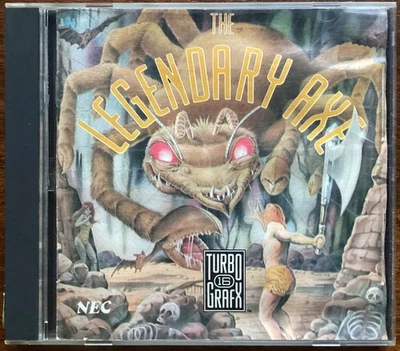 THE
LEGENDARY AXE
TURBO
16
GRAFX
NEC